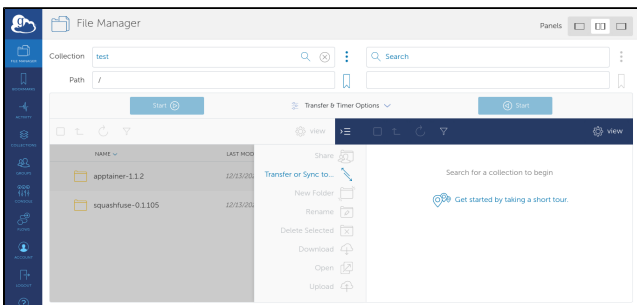 File Manager
Panels
FILE MANAGER
BOOKMARKS
ACTIVITY
COLLECTIONS
GROUPS
CONSOLE
FLOWS
ACCOUNT
LOGOUT
Collection test
Search
Path /
Start
Transfer & Timer Options
Start
view
view
NAME
LAST MOD
apptainer-1.1.2 12/13/20
squashfuse-0.1.105 12/13/20
Share
Transfer or Sync to...
New Folder
Rename
Delete Selected
Download
Open
Upload
Search for a collection to begin
Get started by taking a short tour.